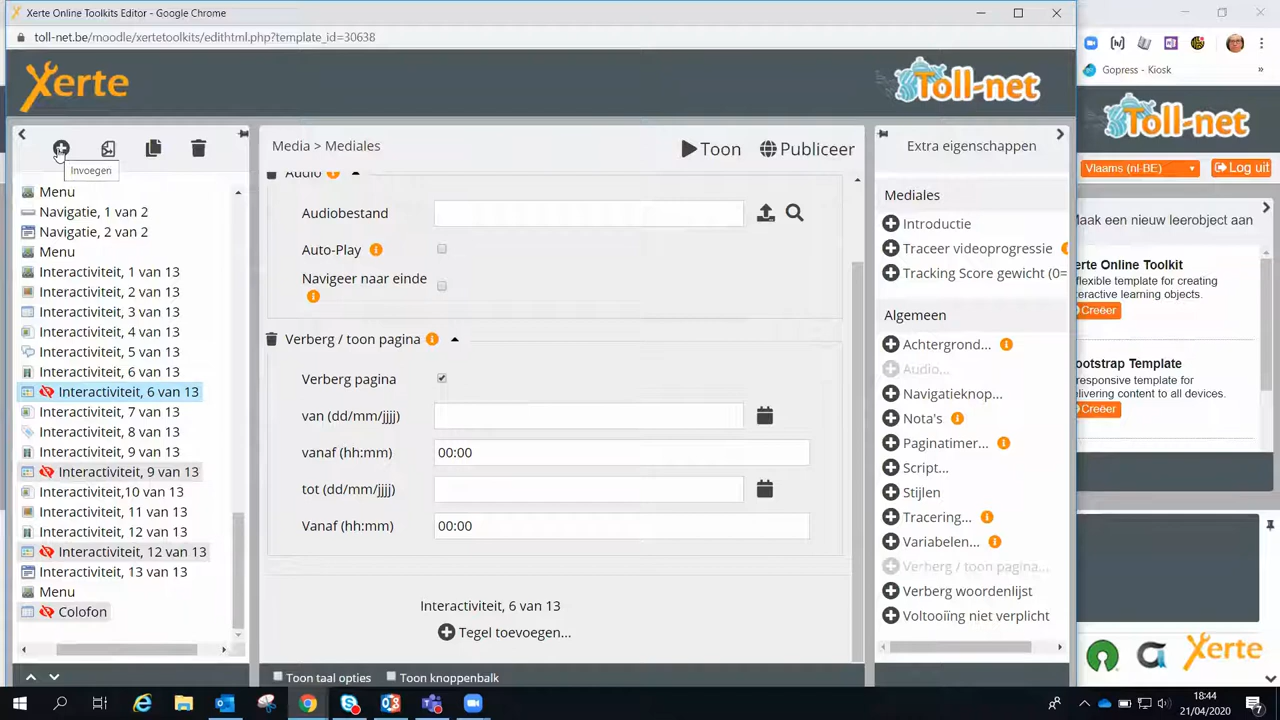 Xerte Online Toolkits Editor - Google Chrome
toll-net.be/moodle/xertetoolkits/edithtml.php?template_id=30638
Xerte
Toll-net
Invoegen
Menu
Navigatie, 1 van 2
Navigatie, 2 van 2
Menu
Interactiviteit, 1 van 13
Interactiviteit, 2 van 13
Interactiviteit, 3 van 13
Interactiviteit, 4 van 13
Interactiviteit, 5 van 13
Interactiviteit, 6 van 13
Interactiviteit, 6 van 13
Interactiviteit, 7 van 13
Interactiviteit, 8 van 13
Interactiviteit, 9 van 13
Interactiviteit, 9 van 13
Interactiviteit,10 van 13
Interactiviteit, 11 van 13
Interactiviteit, 12 van 13
Interactiviteit, 12 van 13
Interactiviteit, 13 van 13
Menu
Colofon
Media > Mediales
Toon
Publiceer
Audio
Audiobestand
Auto-Play
Navigeer naar einde
Verberg / toon pagina
Verberg pagina
van (dd/mm/jjjj)
vanaf (hh:mm) 00:00
tot (dd/mm/jjjj)
Vanaf (hh:mm) 00:00
Interactiviteit, 6 van 13
Tegel toevoegen...
Toon taal opties
Toon knoppenbalk
Extra eigenschappen
Mediales
Introductie
Traceer videoprogressie
Tracking Score gewicht (0=
Algemeen
Achtergrond...
Audio...
Navigatieknop...
Nota's
Paginatimer...
Script...
Stijlen
Tracering...
Variabelen...
Verberg / toon pagina...
Verberg woordenlijst
Voltooiïng niet verplicht
Gopress - Kiosk
»
Toll-net
Vlaams (nl-BE)
Log uit
aak een nieuw leerobject aan
erte Online Toolkit
flexible template for creating
teractive learning objects.
Creëer
ootstrap Template
responsive template for
elivering content to all devices.
Creëer
Xerte
18:44
21/04/2020
7